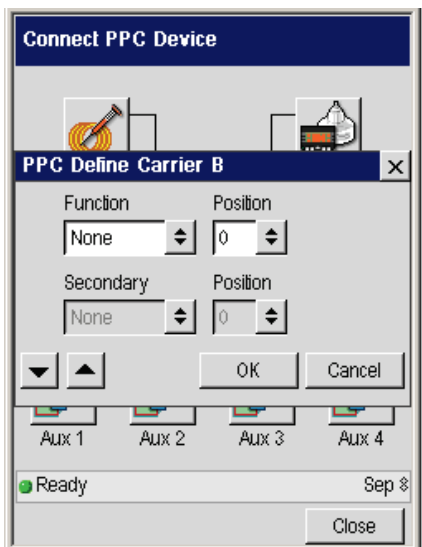 Connect PPC Device
PPC Define Carrier B
Function Position
None 0
Secondary Position
None 0
OK Cancel
Aux 1 Aux 2 Aux 3 Aux 4
Ready Sep
Close